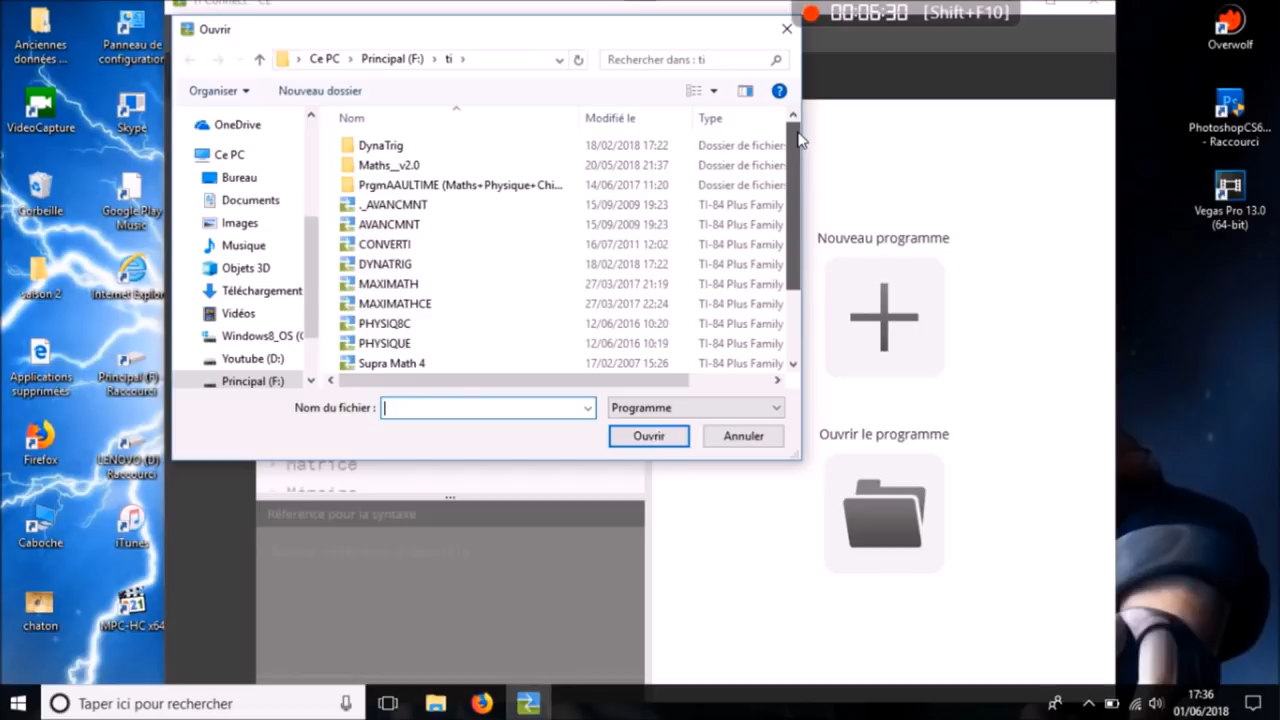 Ouvrir
00:06:30 [Shift+F10]
Ce PC > Principal (F:) > ti >
Rechercher dans : ti
Organiser
Nouveau dossier
Nom Modifié le Type
DynaTrig 18/02/2018 17:22 Dossier de fichier
Maths__v2.0 20/05/2018 21:37 Dossier de fichier
PrgmAAULTIME (Maths+Physique+Chi... 14/06/2017 11:20 Dossier de fichier
._AVANCMNT 15/09/2009 19:23 TI-84 Plus Family
AVANCMNT 15/09/2009 19:23 TI-84 Plus Family
CONVERTI 16/07/2011 12:02 TI-84 Plus Family
DYNATRIG 18/02/2018 17:22 TI-84 Plus Family
MAXIMATH 27/03/2017 21:19 TI-84 Plus Family
MAXIMATHCE 27/03/2017 22:24 TI-84 Plus Family
PHYSIQ8C 12/06/2016 10:20 TI-84 Plus Family
PHYSIQUE 12/06/2016 10:19 TI-84 Plus Family
Supra Math 4 17/02/2007 15:26 TI-84 Plus Family
OneDrive
Ce PC
Bureau
Documents
Images
Musique
Objets 3D
Téléchargement
Vidéos
Windows8_OS (
Youtube (D:)
Principal (F:)
Nom du fichier :
Programme
Ouvrir
Annuler
Matrice
Référence pour la syntaxe
Nouveau programme
Ouvrir le programme
Anciennes
données ...
Panneau de
configuration
VideoCapture
Skype
Corbeille
Google Play
Music
saison 2
Internet Explor
Applications
supprimées
Principal (F)
Raccourci
Firefox
LENOVO (D)
Raccourci
Caboche
iTunes
chaton
MPC-HC x64
Overwolf
PhotoshopCS6...
- Raccourci
Vegas Pro 13.0
(64-bit)
Taper ici pour rechercher
17:36
01/06/2018